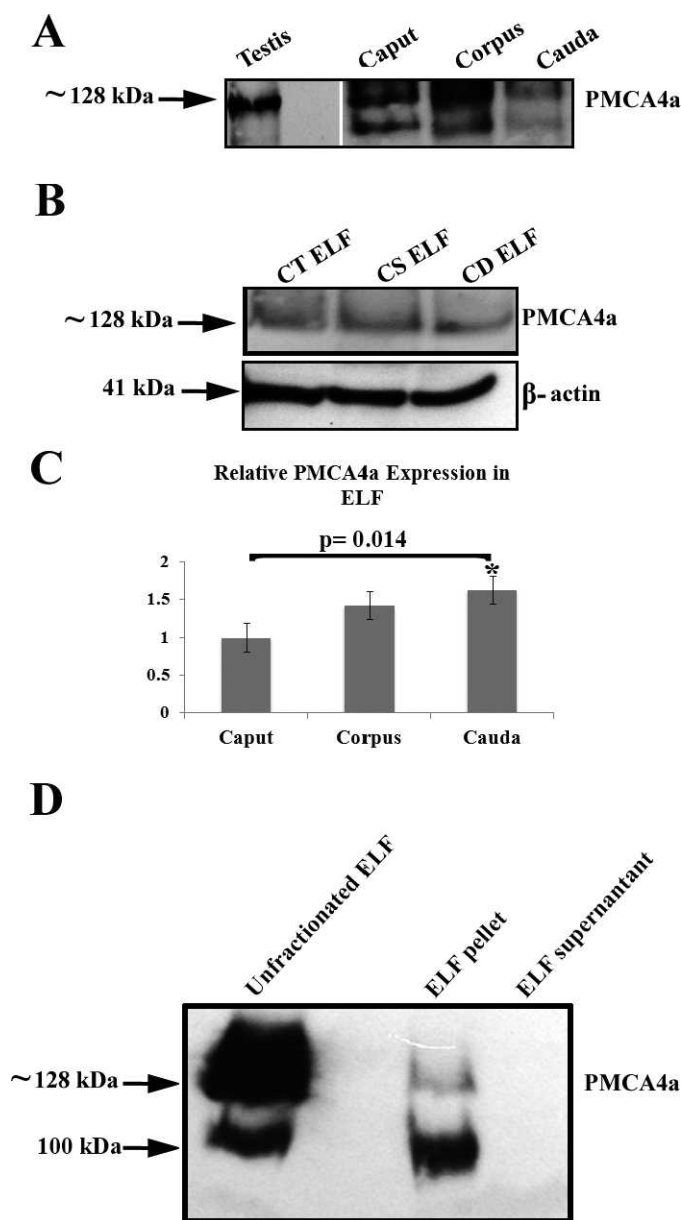 A
Testis
Caput
Corpus
Cauda
~128 kDa
PMCA4a
B
CT ELF
CS ELF
CD ELF
~128 kDa
PMCA4a
41 kDa
β- actin
C
Relative PMCA4a Expression in
ELF
p= 0.014
*
2
1.5
1
0.5
0
Caput
Corpus
Cauda
D
Unfractionated ELF
ELF pellet
ELF supernantant
~128 kDa
PMCA4a
100 kDa